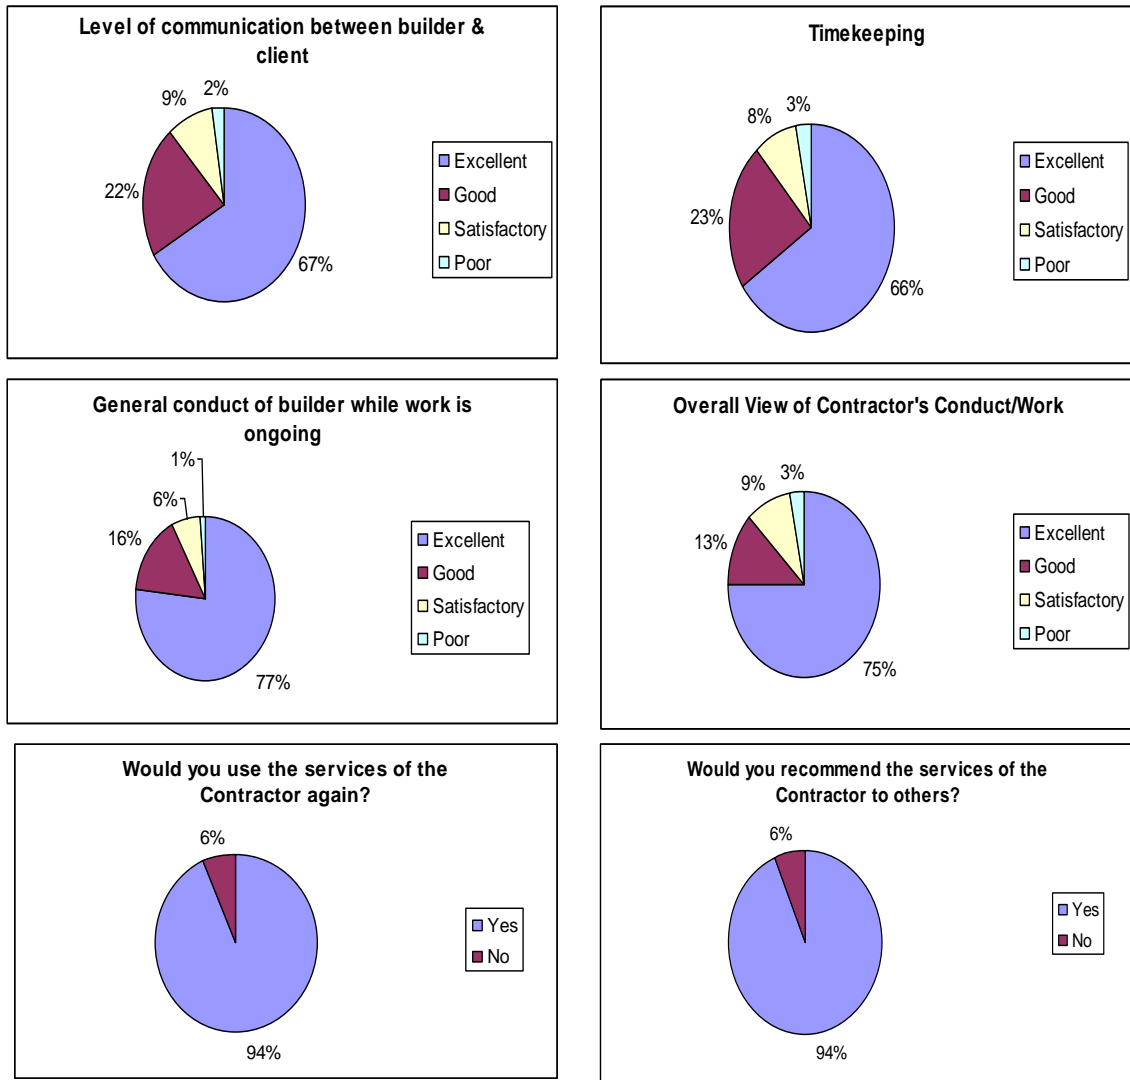 Level of communication between builder &
client
2%
9%
22%
67%
Excellent
Good
Satisfactory
Poor
Timekeeping
3%
8%
23%
66%
Excellent
Good
Satisfactory
Poor
General conduct of builder while work is
ongoing
1%
6%
16%
77%
Excellent
Good
Satisfactory
Poor
Overall View of Contractor's Conduct/Work
3%
9%
13%
75%
Excellent
Good
Satisfactory
Poor
Would you use the services of the
Contractor again?
6%
94%
Yes
No
Would you recommend the services of the
Contractor to others?
6%
94%
Yes
No